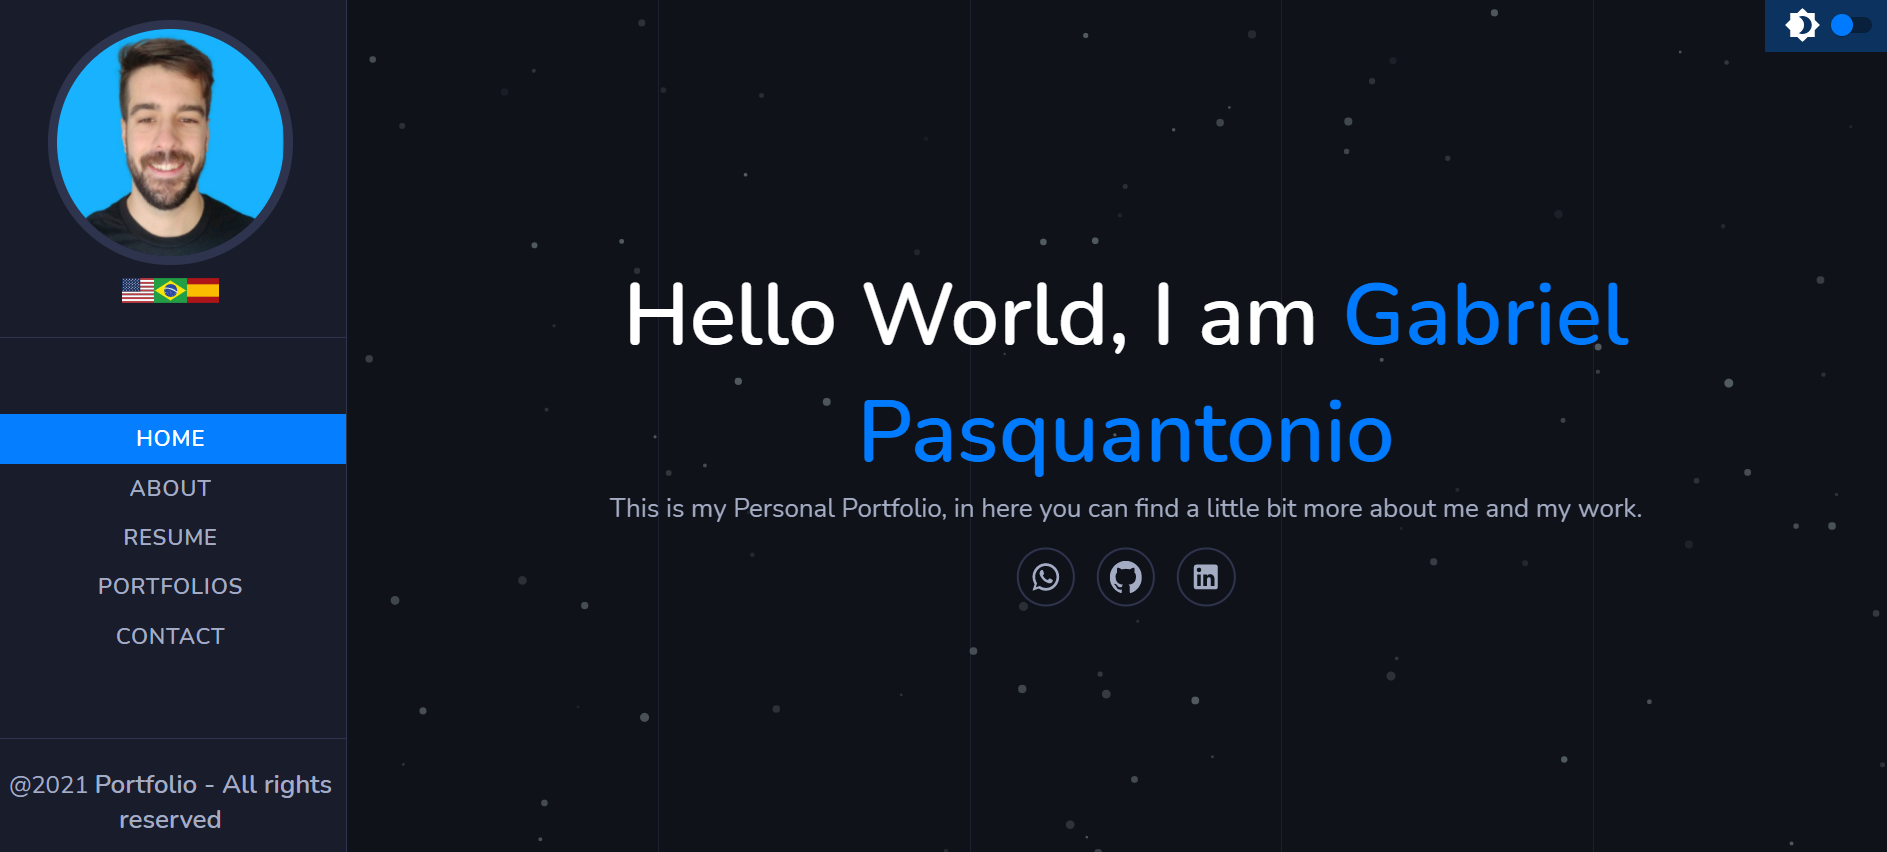 HOME
ABOUT
RESUME
PORTFOLIOS
CONTACT
@2021 Portfolio - All rights
reserved
Hello World, I am Gabriel
Pasquantonio
This is my Personal Portfolio, in here you can find a little bit more about me and my work.
in